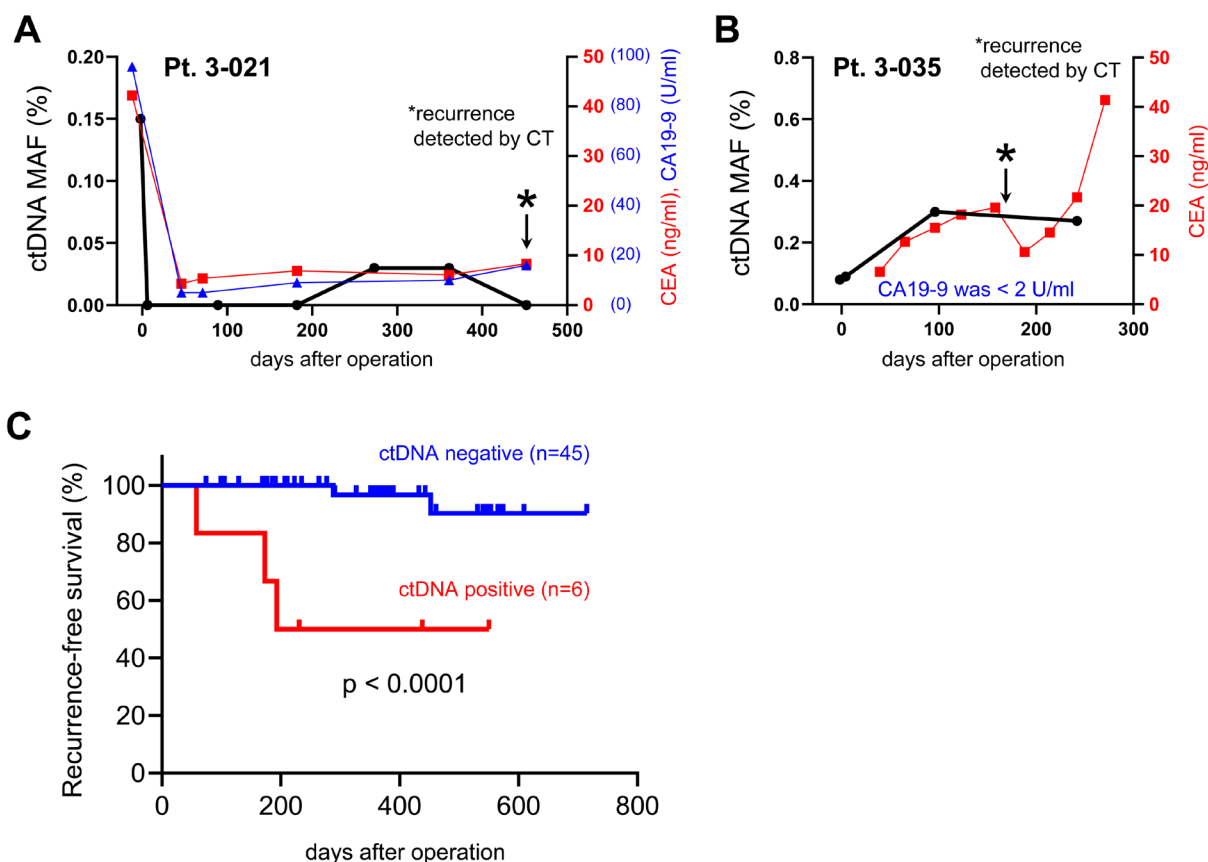 A
Pt. 3-021
*recurrence
detected by CT
*
ctDNA MAF (%)
0.20
0.15
0.10
0.05
0.00
50
40
30
20
10
0
(100)
(80)
(60)
(40)
(20)
(0)
CEA (ng/ml), CA19-9 (U/ml)
0 100 200 300 400 500
days after operation
B
Pt. 3-035
*recurrence
detected by CT
*
ctDNA MAF (%)
0.8
0.6
0.4
0.2
0.0
50
40
30
20
10
0
CEA (ng/ml)
CA19-9 was < 2 U/ml
0 100 200 300
days after operation
C
Recurrence-free survival (%)
100
80
60
40
20
0
ctDNA negative (n=45)
ctDNA positive (n=6)
p < 0.0001
0 200 400 600 800
days after operation